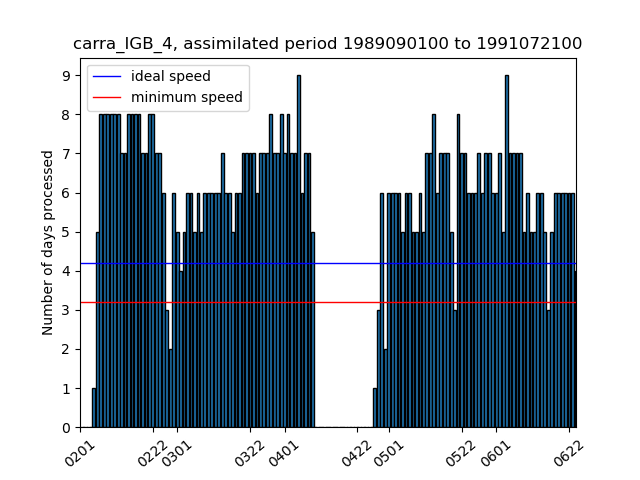 carra_IGB_4, assimilated period 1989090100 to 1991072100
ideal speed
minimum speed
Number of days processed
9
8
7
6
5
4
3
2
1
0
0201 0222 0301 0322 0401 0422 0501 0522 0601 0622